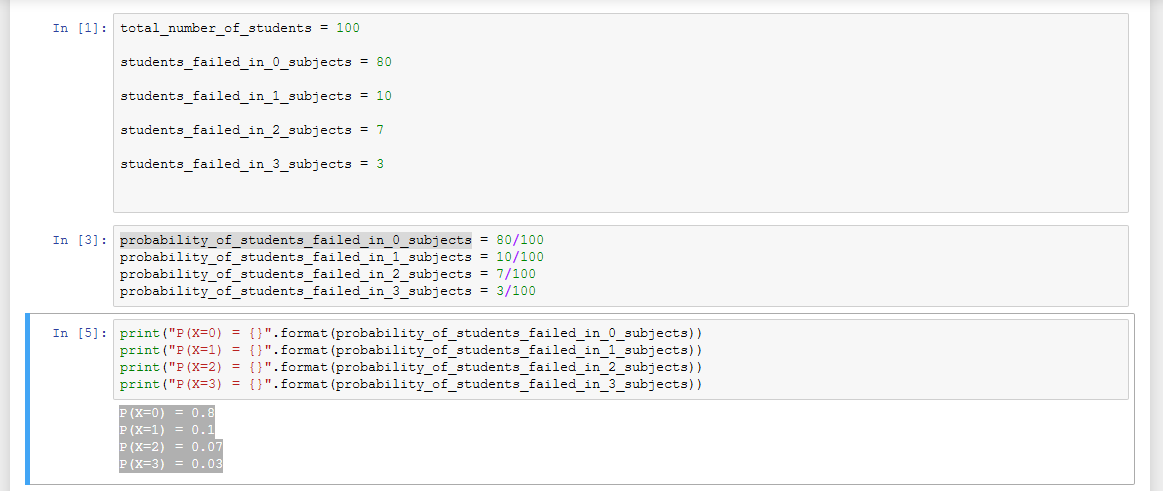 In [1]: total_number_of_students = 100
students_failed_in_0_subjects = 80
students_failed_in_1_subjects = 10
students_failed_in_2_subjects = 7
students_failed_in_3_subjects = 3
In [3]: probability_of_students_failed_in_0_subjects = 80/100
probability_of_students_failed_in_1_subjects = 10/100
probability_of_students_failed_in_2_subjects = 7/100
probability_of_students_failed_in_3_subjects = 3/100
In [5]: print("P(X=0) = {}".format(probability_of_students_failed_in_0_subjects))
print("P(X=1) = {}".format(probability_of_students_failed_in_1_subjects))
print("P(X=2) = {}".format(probability_of_students_failed_in_2_subjects))
print("P(X=3) = {}".format(probability_of_students_failed_in_3_subjects))
P(X=0) = 0.8
P(X=1) = 0.1
P(X=2) = 0.07
P(X=3) = 0.03